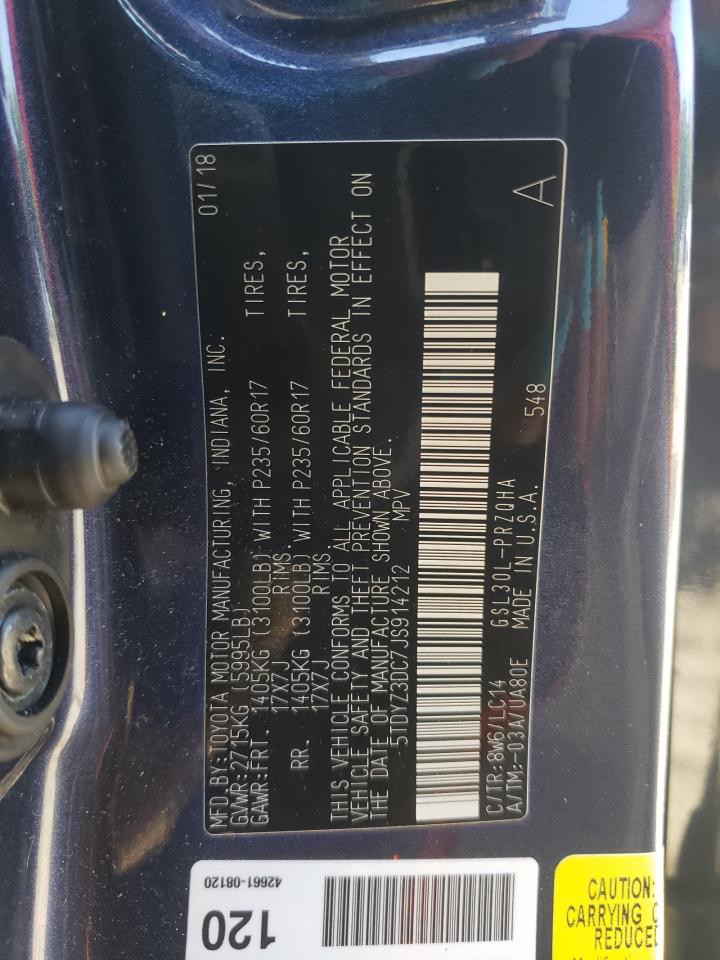 MFD.BY:TOYOTA MOTOR MANUFACTURING, INDIANA, INC. 01/18
GVWR:2715KG (5995LB)
GAWR:FRT. 1405KG (3100LB) WITH P235/60R17 TIRES,
17X7J RIMS.
RR. 1405KG (3100LB) WITH P235/60R17 TIRES,
17X7J RIMS.
THIS VEHICLE CONFORMS TO ALL APPLICABLE FEDERAL MOTOR
VEHICLE SAFETY AND THEFT PREVENTION STANDARDS IN EFFECT ON
THE DATE OF MANUFACTURE SHOWN ABOVE.
5TDYZ3DC7JS914212 MPV
C/TR:8W6/LC14 GSL30L-PRZQHA
A/TM:-03A/UA80E MADE IN U.S.A. 548 A
42661-08120
120
CAUTION:
CARRYING
REDUCED